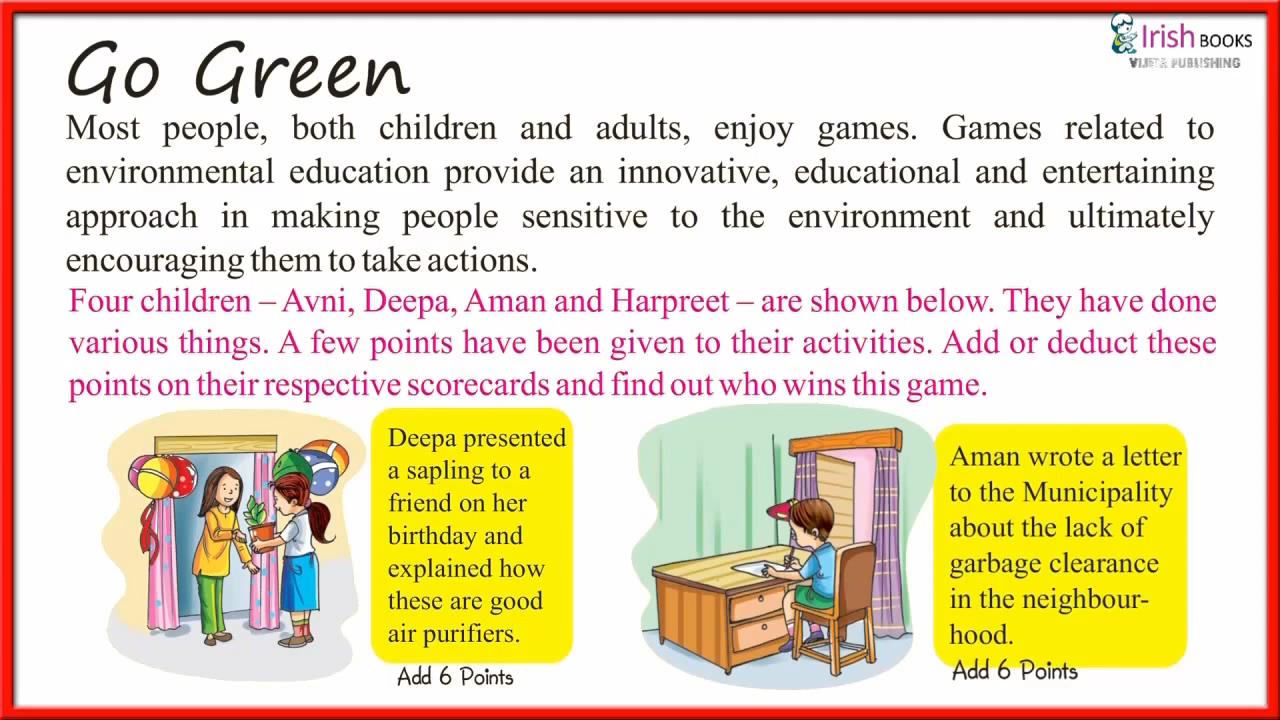 Irish BOOKS
VIJETA PUBLISHING
Go Green
Most people, both children and adults, enjoy games. Games related to
environmental education provide an innovative, educational and entertaining
approach in making people sensitive to the environment and ultimately
encouraging them to take actions.
Four children – Avni, Deepa, Aman and Harpreet – are shown below. They have done
various things. A few points have been given to their activities. Add or deduct these
points on their respective scorecards and find out who wins this game.
Deepa presented
a sapling to a
friend on her
birthday and
explained how
these are good
air purifiers.
Add 6 Points
Aman wrote a letter
to the Municipality
about the lack of
garbage clearance
in the neighbour-
hood.
Add 6 Points